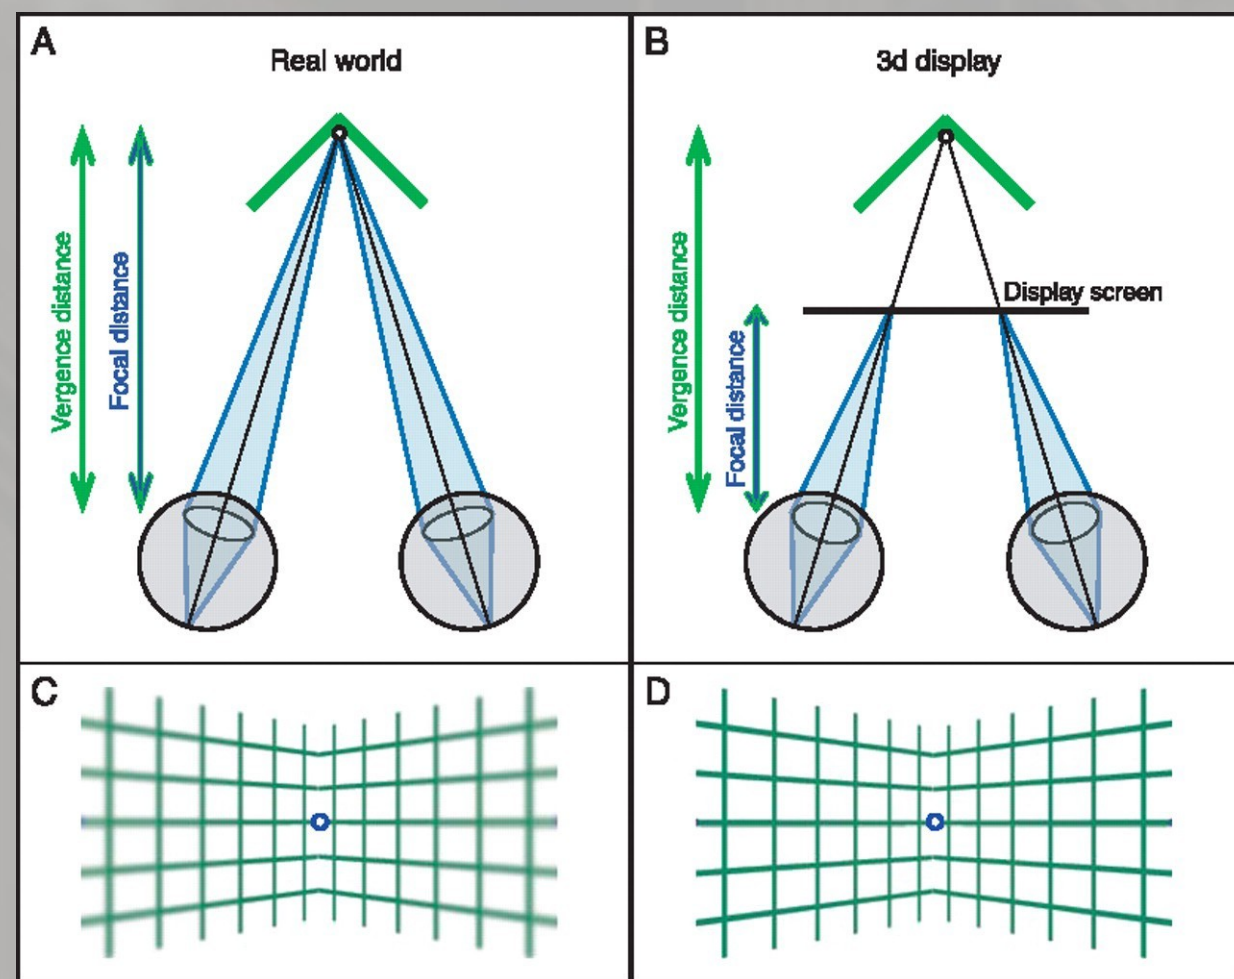 A
Real world
Vergence distance
Focal distance
B
3d display
Display screen
Vergence distance
Focal distance
C
D